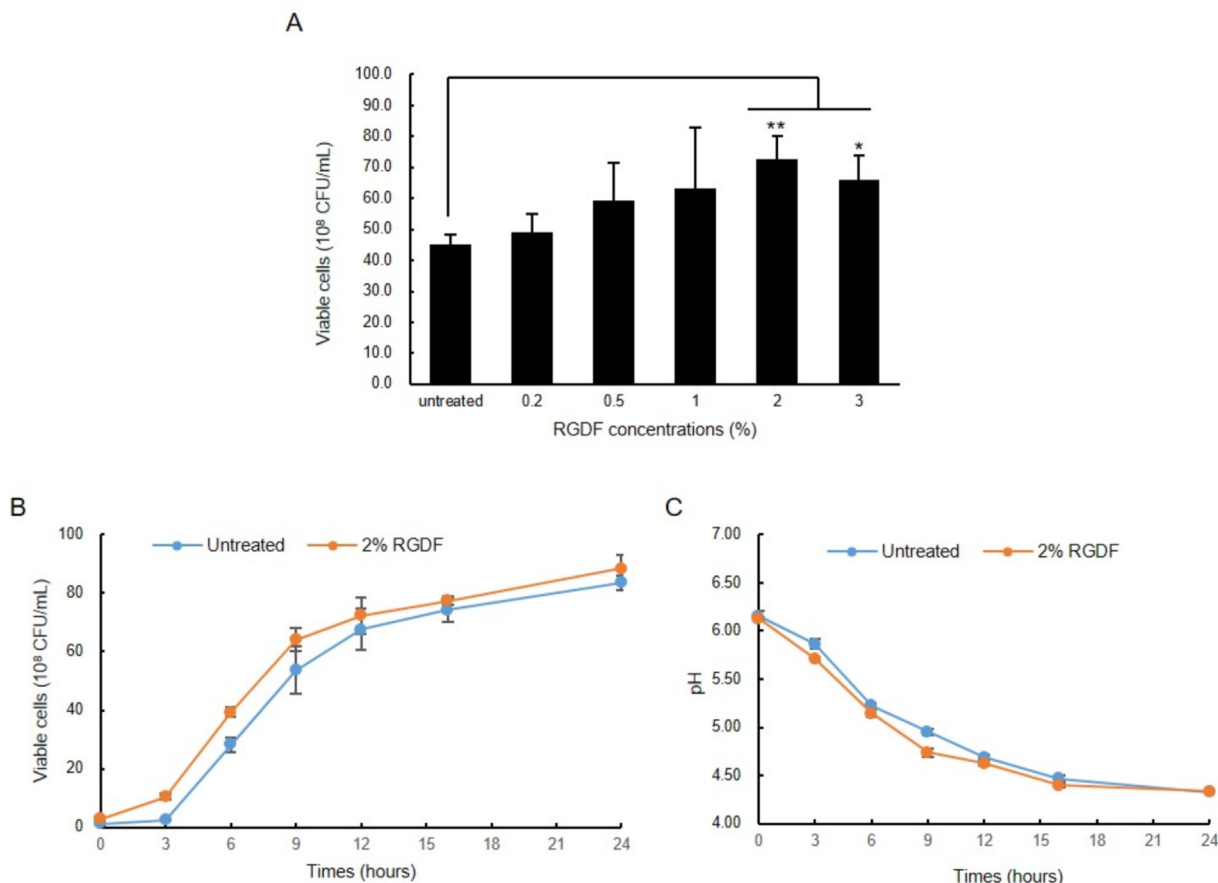 A
Viable cells (10⁸ CFU/mL)
100.0
90.0
80.0
70.0
60.0
50.0
40.0
30.0
20.0
10.0
0.0
**
*
untreated 0.2 0.5 1 2 3
RGDF concentrations (%)
B
Viable cells (10⁸ CFU/mL)
100
80
60
40
20
0
Untreated 2% RGDF
0 3 6 9 12 15 18 21 24
Times (hours)
C
pH
7.00
6.50
6.00
5.50
5.00
4.50
4.00
Untreated 2% RGDF
0 3 6 9 12 15 18 21 24
Times (hours)